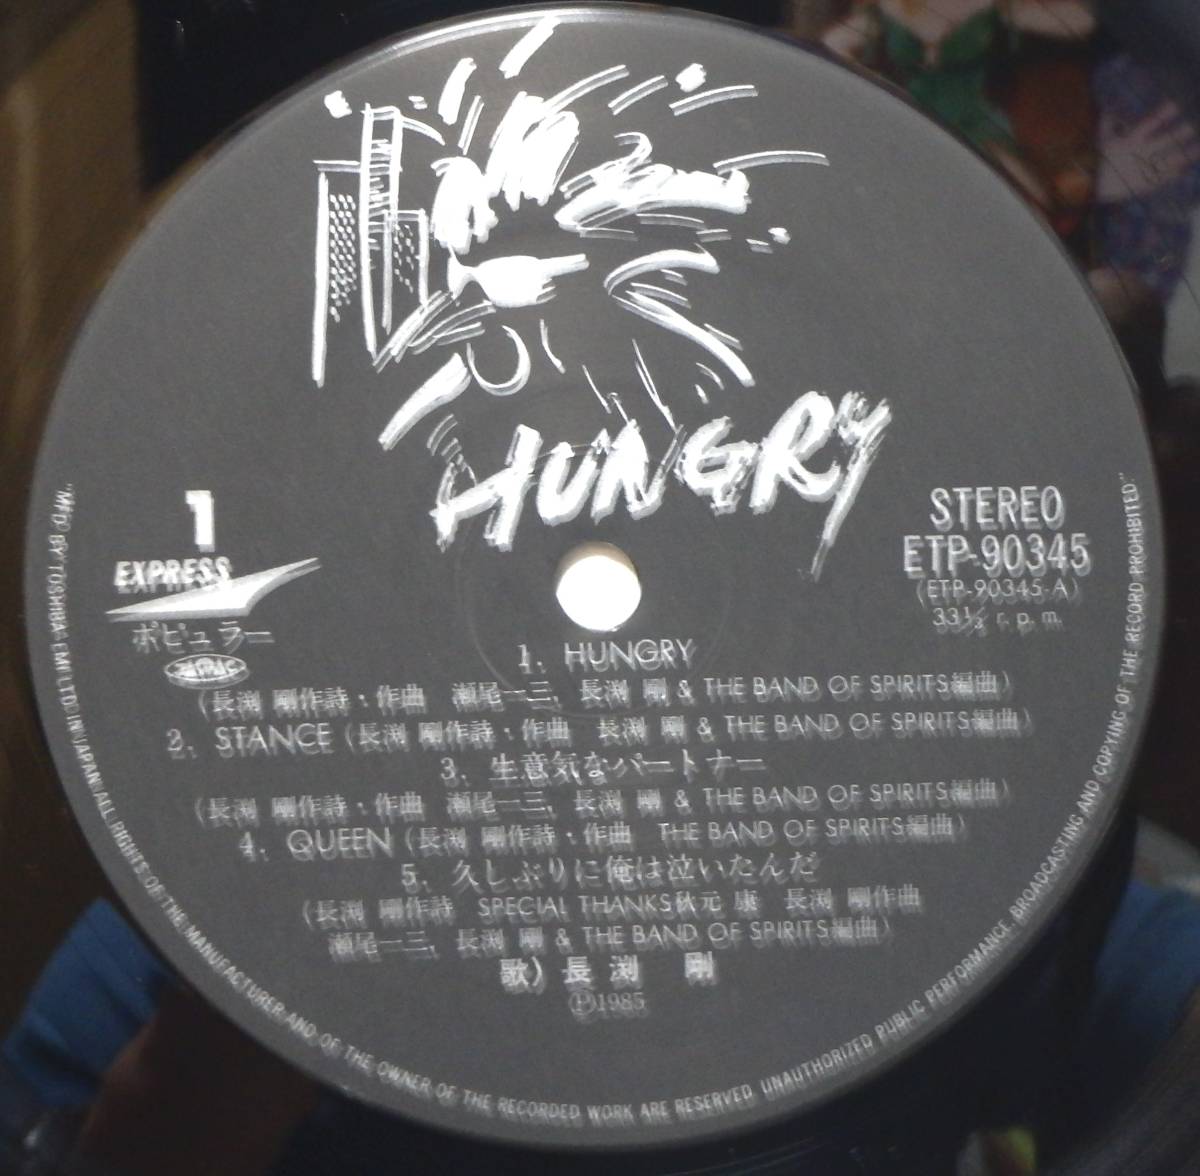 HUNGRY
1
EXPRESS
ポピュラー
STEREO
ETP-90345
(ETP-90345-A)
33⅓ r.p.m.
1. HUNGRY
(長渕 剛作詩・作曲 瀬尾一三, 長渕 剛 & THE BAND OF SPIRITS編曲)
2. STANCE (長渕 剛作詩・作曲 長渕 剛 & THE BAND OF SPIRITS編曲)
3. 生意気なパートナー
(長渕 剛作詩・作曲 瀬尾一三, 長渕 剛 & THE BAND OF SPIRITS編曲)
4. QUEEN (長渕 剛作詩・作曲 THE BAND OF SPIRITS編曲)
5. 久しぶりに俺は泣いたんだ
(長渕 剛作詩 SPECIAL THANKS秋元 康 長渕 剛作曲
瀬尾一三, 長渕 剛 & THE BAND OF SPIRITS編曲)
歌) 長渕 剛
Ⓟ1985
"M'D BY TOSHIBA-EMI LTD IN JAPAN ALL RIGHTS OF THE MANUFACTURER AND OF THE OWNER OF THE RECORDED WORK ARE RESERVED UNAUTHORIZED PUBLIC PERFORMANCE. BROADCASTING AND COPYING OF THE RECORD PROHIBITED"